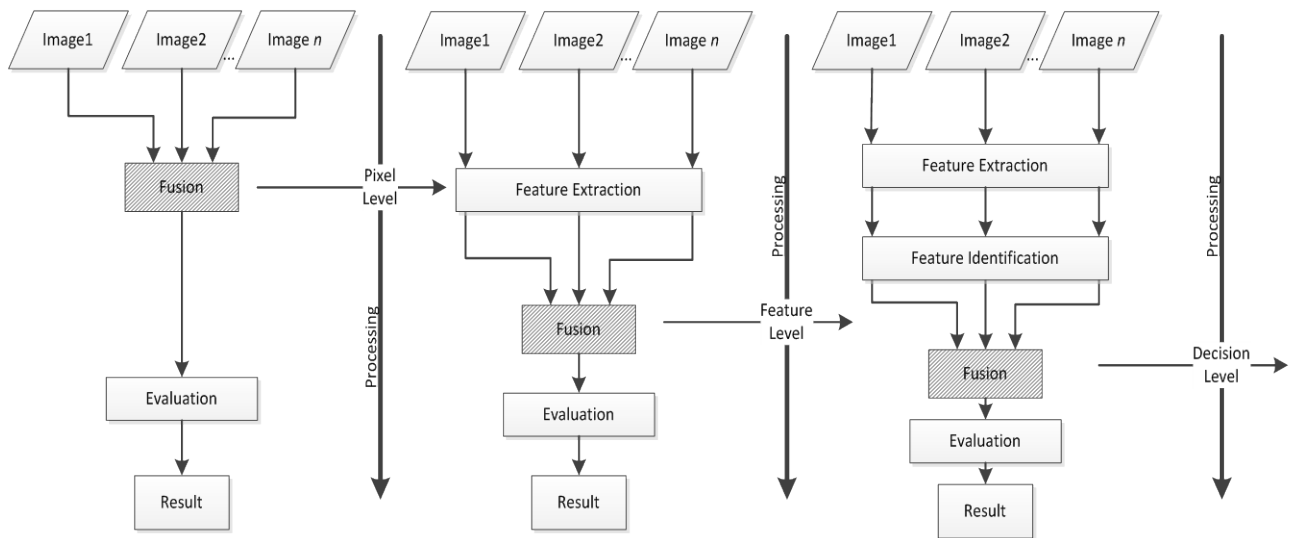 Image1
Image2
...
Image n
Fusion
Evaluation
Result
Pixel
Level
Processing
Image1
Image2
...
Image n
Feature Extraction
Fusion
Evaluation
Result
Processing
Feature
Level
Image1
Image2
...
Image n
Feature Extraction
Feature Identification
Fusion
Evaluation
Result
Processing
Decision
Level